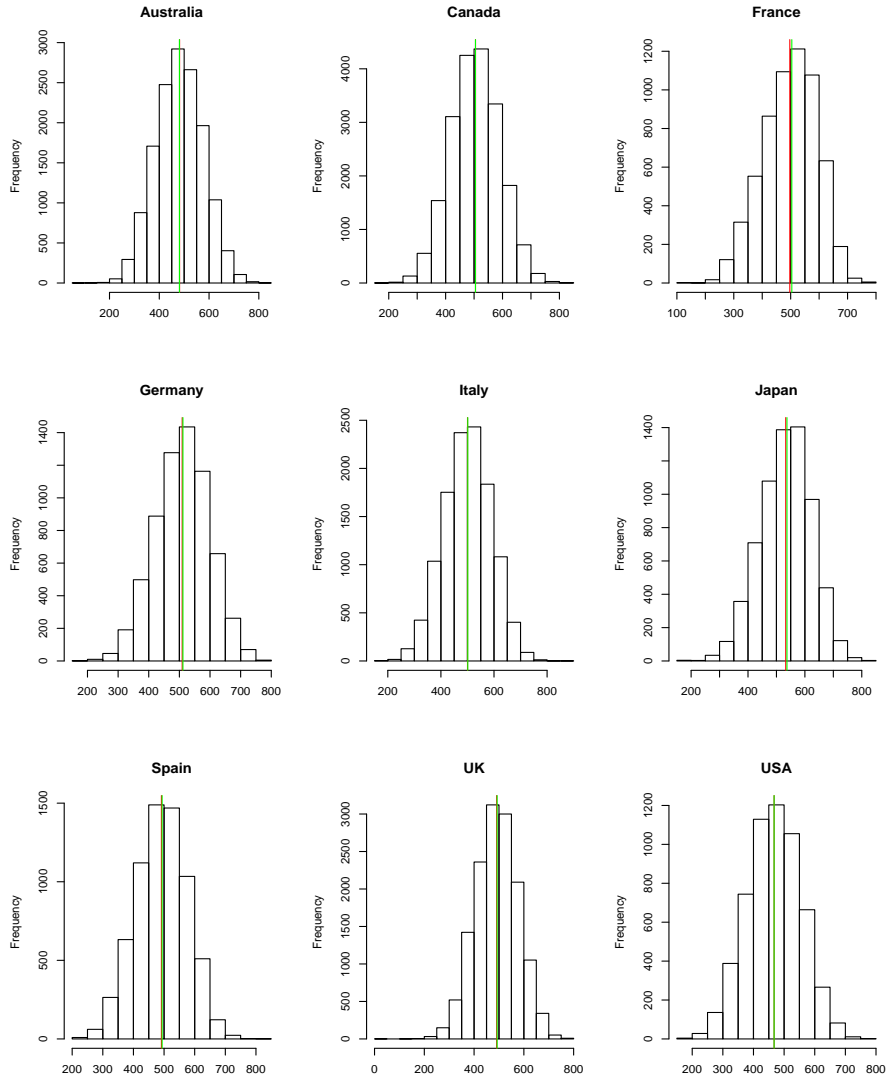 Australia
Frequency
0 500 1000 1500 2000 2500 3000
200 400 600 800
Canada
Frequency
0 1000 2000 3000 4000
200 400 600 800
France
Frequency
0 200 400 600 800 1000 1200
100 300 500 700
Germany
Frequency
0 200 400 600 800 1000 1400
200 300 400 500 600 700 800
Italy
Frequency
0 500 1000 1500 2000 2500
200 400 600 800
Japan
Frequency
0 200 400 600 800 1000 1400
200 400 600 800
Spain
Frequency
0 500 1000 1500
200 300 400 500 600 700 800
UK
Frequency
0 500 1000 1500 2000 2500 3000
0 200 400 600 800
USA
Frequency
0 200 400 600 800 1000 1200
200 300 400 500 600 700 800